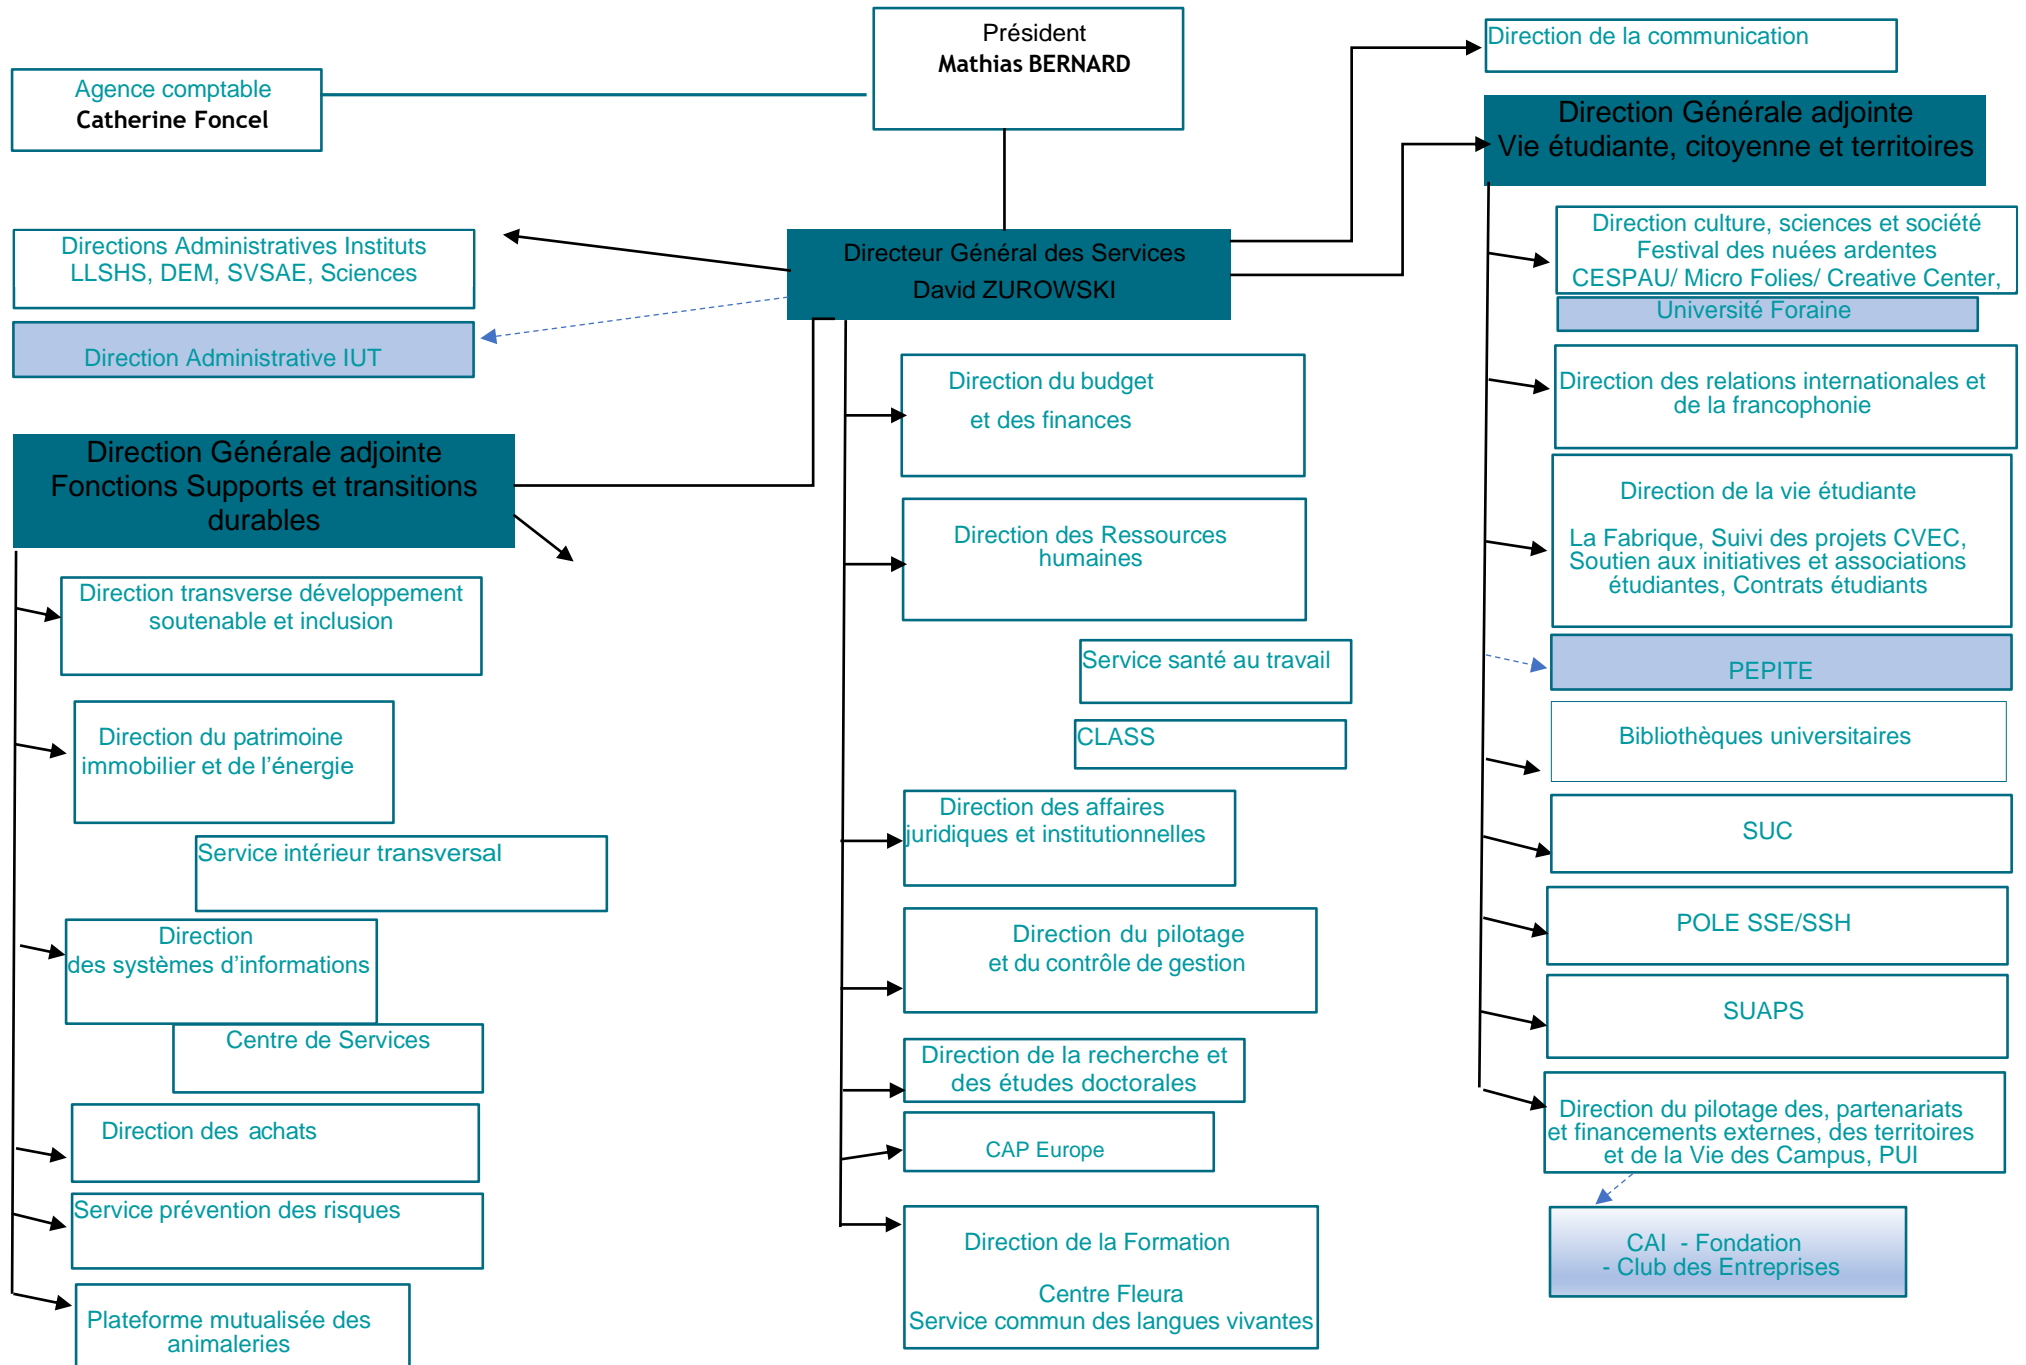 Président
Mathias BERNARD
Agence comptable
Catherine Foncel
Direction de la communication
Direction Générale adjointe
Vie étudiante, citoyenne et territoires
Directions Administratives Instituts
LLSHS, DEM, SVSAE, Sciences
Direction Administrative IUT
Directeur Général des Services
David ZUROWSKI
Direction Générale adjointe
Fonctions Supports et transitions
durables
Direction transverse développement
soutenable et inclusion
Direction du patrimoine
immobilier et de l’énergie
Service intérieur transversal
Direction
des systèmes d’informations
Centre de Services
Direction des achats
Service prévention des risques
Plateforme mutualisée des
animaleries
Direction du budget
et des finances
Direction des Ressources
humaines
Service santé au travail
CLASS
Direction des affaires
juridiques et institutionnelles
Direction du pilotage
et du contrôle de gestion
Direction de la recherche et
des études doctorales
CAP Europe
Direction de la Formation
Centre Fleura
Service commun des langues vivantes
Direction culture, sciences et société
Festival des nuées ardentes
CESPAU/ Micro Folies/ Creative Center,
Université Foraine
Direction des relations internationales et
de la francophonie
Direction de la vie étudiante
La Fabrique, Suivi des projets CVEC,
Soutien aux initiatives et associations
étudiantes, Contrats étudiants
PEPITE
Bibliothèques universitaires
SUC
POLE SSE/SSH
SUAPS
Direction du pilotage des, partenariats
et financements externes, des territoires
et de la Vie des Campus, PUI
CAI - Fondation
- Club des Entreprises